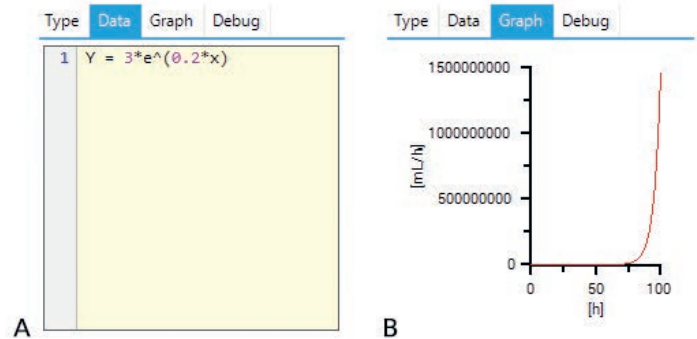 Type Data Graph Debug
1 Y = 3*e^(0.2*x)
A
Type Data Graph Debug
1500000000
1000000000
500000000
0
[mL/h]
0 50 100
[h]
B